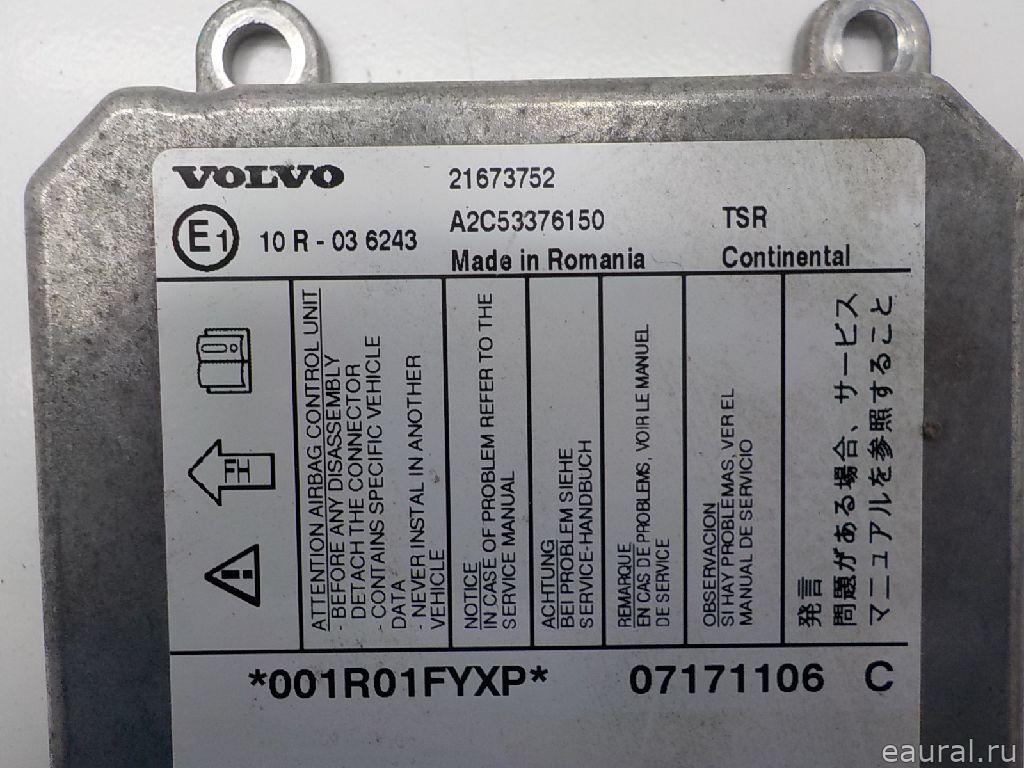 VOLVO
21673752
E1
10 R - 03 6243
A2C53376150
TSR
Made in Romania
Continental
FH
ATTENTION AIRBAG CONTROL UNIT
- BEFORE ANY DISASSEMBLY
DETACH THE CONNECTOR
- CONTAINS SPECIFIC VEHICLE
DATA
- NEVER INSTAL IN ANOTHER
VEHICLE
NOTICE
IN CASE OF PROBLEM REFER TO THE
SERVICE MANUAL
ACHTUNG
BEI PROBLEM SIEHE
SERVICE-HANDBUCH
REMARQUE
EN CAS DE PROBLEMS, VOIR LE MANUEL
DE SERVICE
OBSERVACION
SI HAY PROBLEMAS, VER EL
MANUAL DE SERVICIO
発言
問題がある場合、サービス
マニュアルを参照すること
*001R01FYXP*
07171106 C
eaural.ru